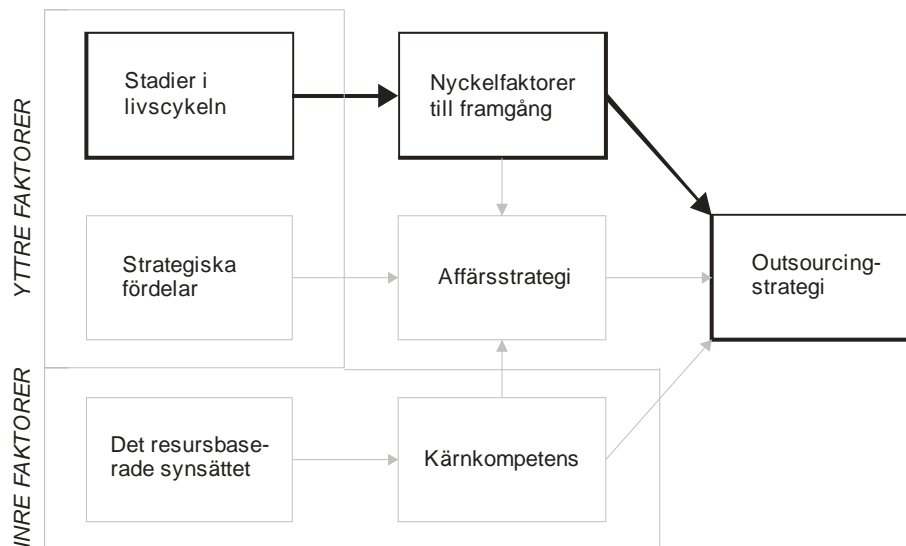 YTTRE FAKTORER
Stadier i
livscykeln
Nyckelfaktorer
till framgång
Strategiska
fördelar
Affärsstrategi
Outsourcing-
strategi
INRE FAKTORER
Det resursbase-
rade synsättet
Kärnkompetens